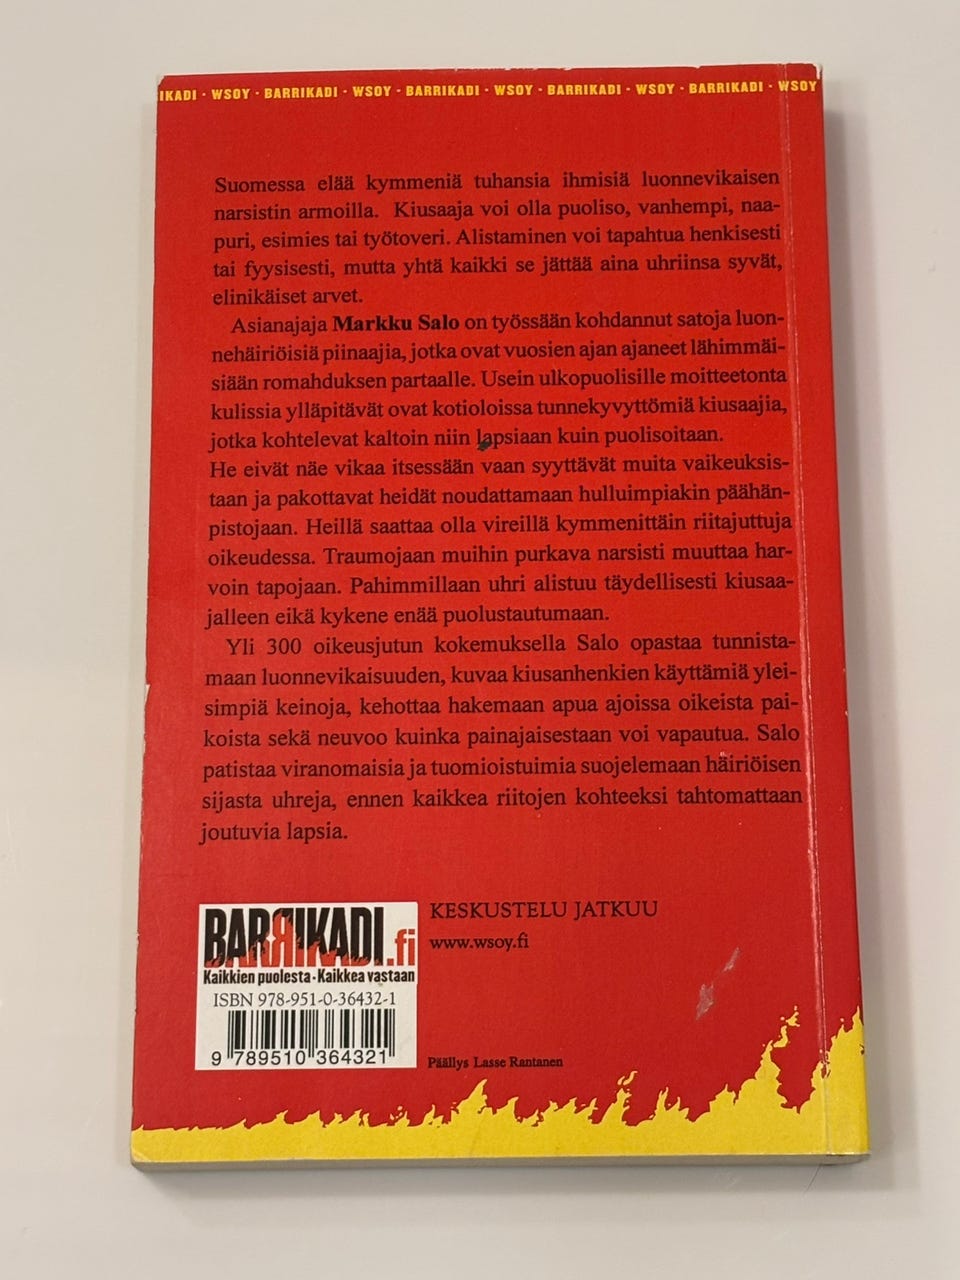 IKADI · WSOY · BARRIKADI · WSOY · BARRIKADI · WSOY · BARRIKADI · WSOY · BARRIKADI · WSOY
Suomessa elää kymmeniä tuhansia ihmisiä luonnevikaisen
narsistin armoilla. Kiusaaja voi olla puoliso, vanhempi, naa-
puri, esimies tai työtoveri. Alistaminen voi tapahtua henkisesti
tai fyysisesti, mutta yhtä kaikki se jättää aina uhriinsa syvät,
elinikäiset arvet.
Asianajaja Markku Salo on työssään kohdannut satoja luon-
nehäiriöisiä piinaajia, jotka ovat vuosien ajan ajaneet lähimmäi-
siään romahduksen partaalle. Usein ulkopuolisille moitteetonta
kulissia ylläpitävät ovat kotioloissa tunnekyvyttömiä kiusaajia,
jotka kohtelevat kaltoin niin lapsiaan kuin puolisoitaan.
He eivät näe vikaa itsessään vaan syyttävät muita vaikeuksis-
taan ja pakottavat heidät noudattamaan hulluimpiakin päähän-
pistojaan. Heillä saattaa olla vireillä kymmenittäin riitajuttuja
oikeudessa. Traumojaan muihin purkava narsisti muuttaa har-
voin tapojaan. Pahimmillaan uhri alistuu täydellisesti kiusaa-
jalleen eikä kykene enää puolustautumaan.
Yli 300 oikeusjutun kokemuksella Salo opastaa tunnista-
maan luonnevikaisuuden, kuvaa kiusanhenkien käyttämiä ylei-
simpiä keinoja, kehottaa hakemaan apua ajoissa oikeista pai-
koista sekä neuvoo kuinka painajaisestaan voi vapautua. Salo
patistaa viranomaisia ja tuomioistuimia suojelemaan häiriöisen
sijasta uhreja, ennen kaikkea riitojen kohteeksi tahtomattaan
joutuvia lapsia.
BARRIKADI.fi
Kaikkien puolesta - Kaikkea vastaan
ISBN 978-951-0-36432-1
9 789510 364321
KESKUSTELU JATKUU
www.wsoy.fi
Päällys Lasse Rantanen